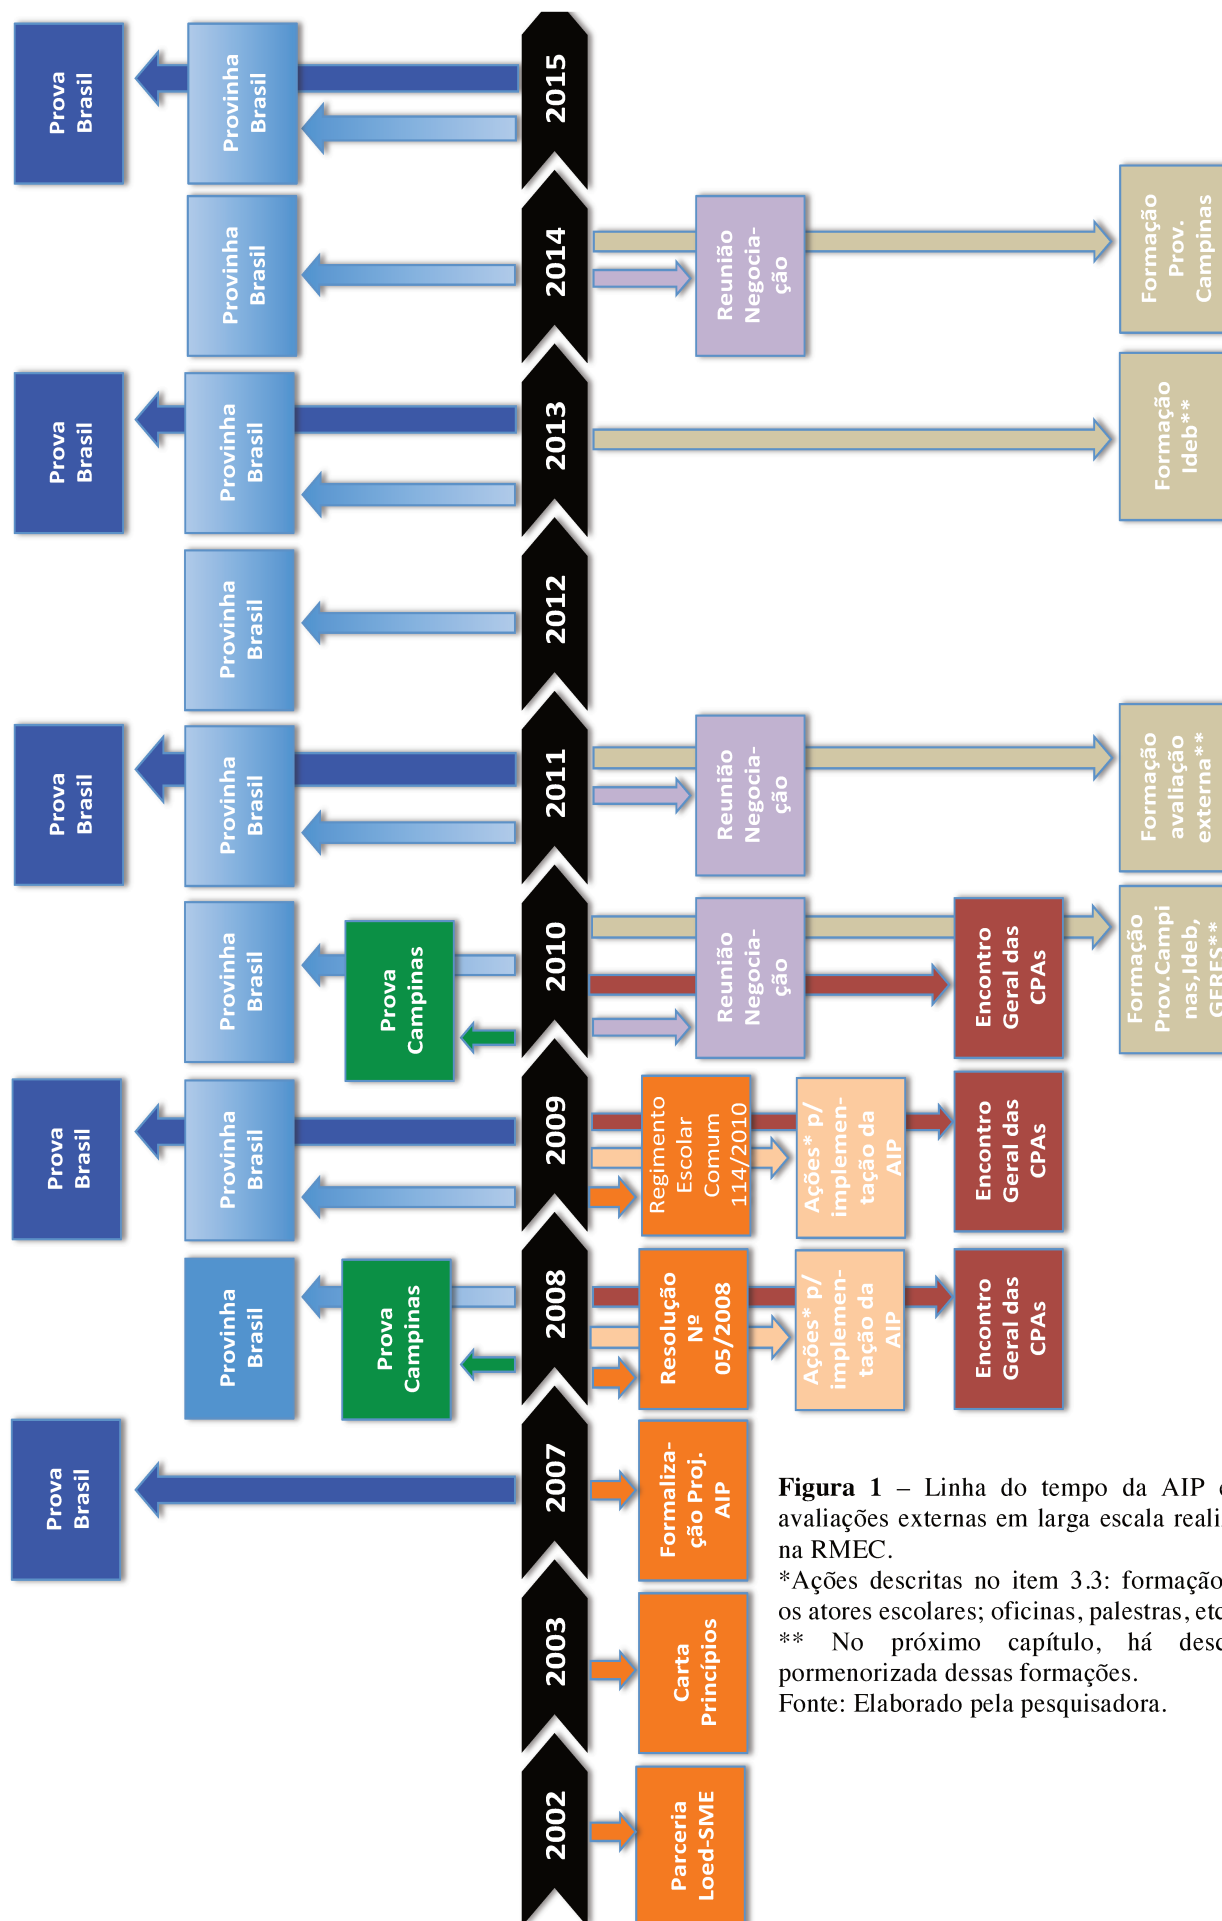 Prova
Brasil
Prova
Brasil
Prova
Brasil
Prova
Brasil
Prova
Brasil
Provinha
Brasil
Provinha
Brasil
Provinha
Brasil
Provinha
Brasil
Provinha
Brasil
Provinha
Brasil
Provinha
Brasil
Provinha
Brasil
Prova
Campinas
Prova
Campinas
2002
2003
2007
2008
2009
2010
2011
2012
2013
2014
2015
Parceria
Loed-SME
Carta
Princípios
Formaliza-
ção Proj.
AIP
Resolução
Nº
05/2008
Regimento
Escolar
Comum
114/2010
Reunião
Negocia-
ção
Reunião
Negocia-
ção
Reunião
Negocia-
ção
Ações* p/
implemen-
tação da
AIP
Ações* p/
implemen-
tação da
AIP
Encontro
Geral das
CPAs
Encontro
Geral das
CPAs
Encontro
Geral das
CPAs
Formação
Prov.Campi
nas,Ideb,
GERES**
Formação
avaliação
externa**
Formação
Ideb**
Formação
Prov.
Campinas
Figura 1 – Linha do tempo da AIP e
avaliações externas em larga escala realiz
na RMEC.
*Ações descritas no item 3.3: formação
os atores escolares; oficinas, palestras, etc
** No próximo capítulo, há desc
pormenorizada dessas formações.
Fonte: Elaborado pela pesquisadora.